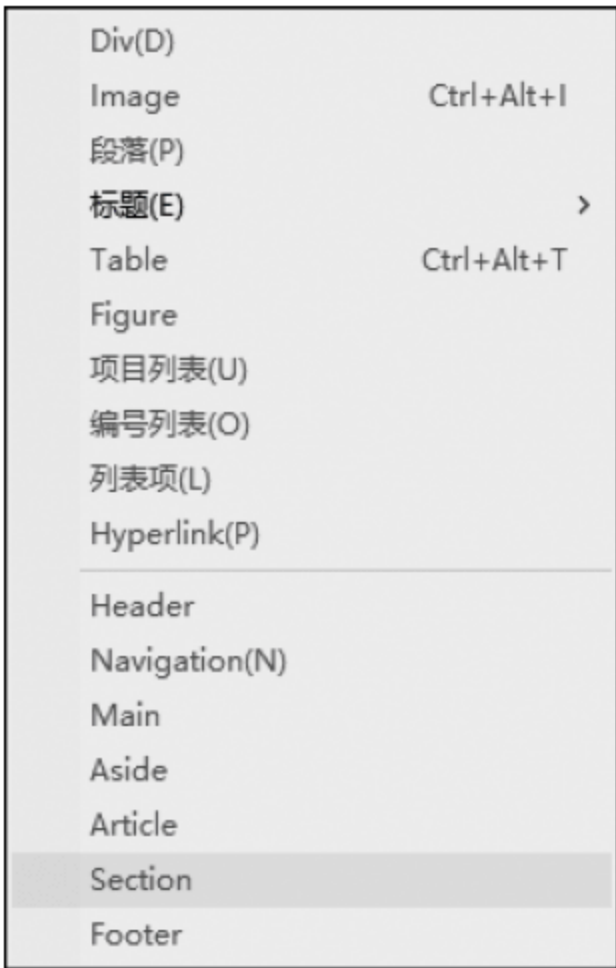 Div(D)
Image Ctrl+Alt+I
段落(P)
标题(E) >
Table Ctrl+Alt+T
Figure
项目列表(U)
编号列表(O)
列表项(L)
Hyperlink(P)
Header
Navigation(N)
Main
Aside
Article
Section
Footer